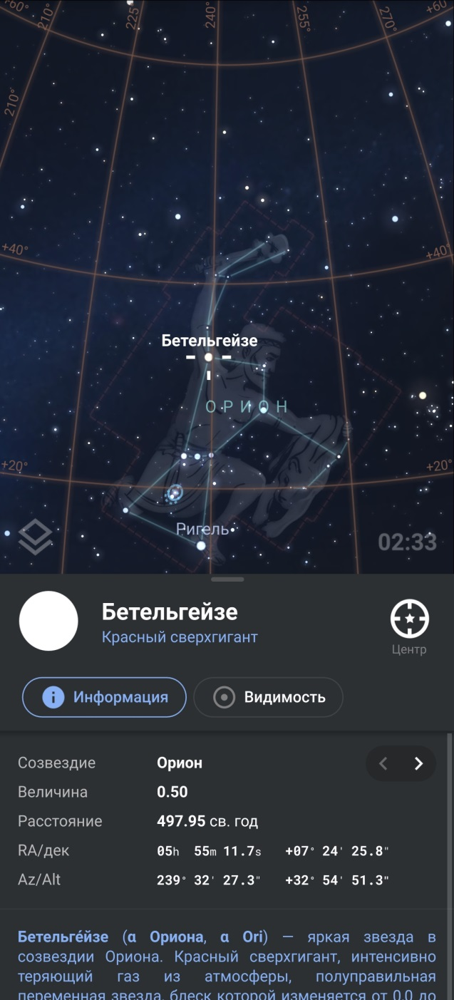 +60°
210°
225°
240°
255°
270°
+60
210°
+40°
+40°
Бетельгейзе
ОРИОН
+20°
+20°
Ригель
02:33
Бетельгейзе
Красный сверхгигант
Центр
Информация
Видимость
Созвездие Орион
Величина 0.50
Расстояние 497.95 св. год
RA/дек 05h 55m 11.7s +07° 24' 25.8"
Az/Alt 239° 32' 27.3" +32° 54' 51.3"
Бетельге́йзе (α Ориона, α Ori) — яркая звезда в
созвездии Ориона. Красный сверхгигант, интенсивно
теряющий газ из атмосферы, полуправильная
переменная звезда, блеск которой изменяется от 0,0 до